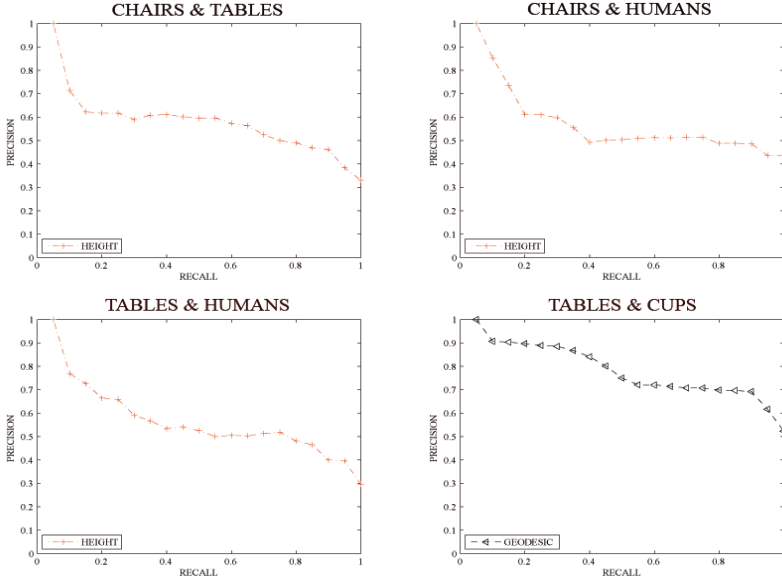 CHAIRS & TABLES
1
0.9
0.8
0.7
0.6
0.5
0.4
0.3
0.2
0.1
0
PRECISION
HEIGHT
0 0.2 0.4 0.6 0.8 1
RECALL
CHAIRS & HUMANS
1
0.9
0.8
0.7
0.6
0.5
0.4
0.3
0.2
0.1
0
PRECISION
HEIGHT
0 0.2 0.4 0.6 0.8
RECALL
TABLES & HUMANS
1
0.9
0.8
0.7
0.6
0.5
0.4
0.3
0.2
0.1
0
PRECISION
HEIGHT
0 0.2 0.4 0.6 0.8 1
RECALL
TABLES & CUPS
1
0.9
0.8
0.7
0.6
0.5
0.4
0.3
0.2
0.1
0
PRECISION
GEODESIC
0 0.2 0.4 0.6 0.8
RECALL